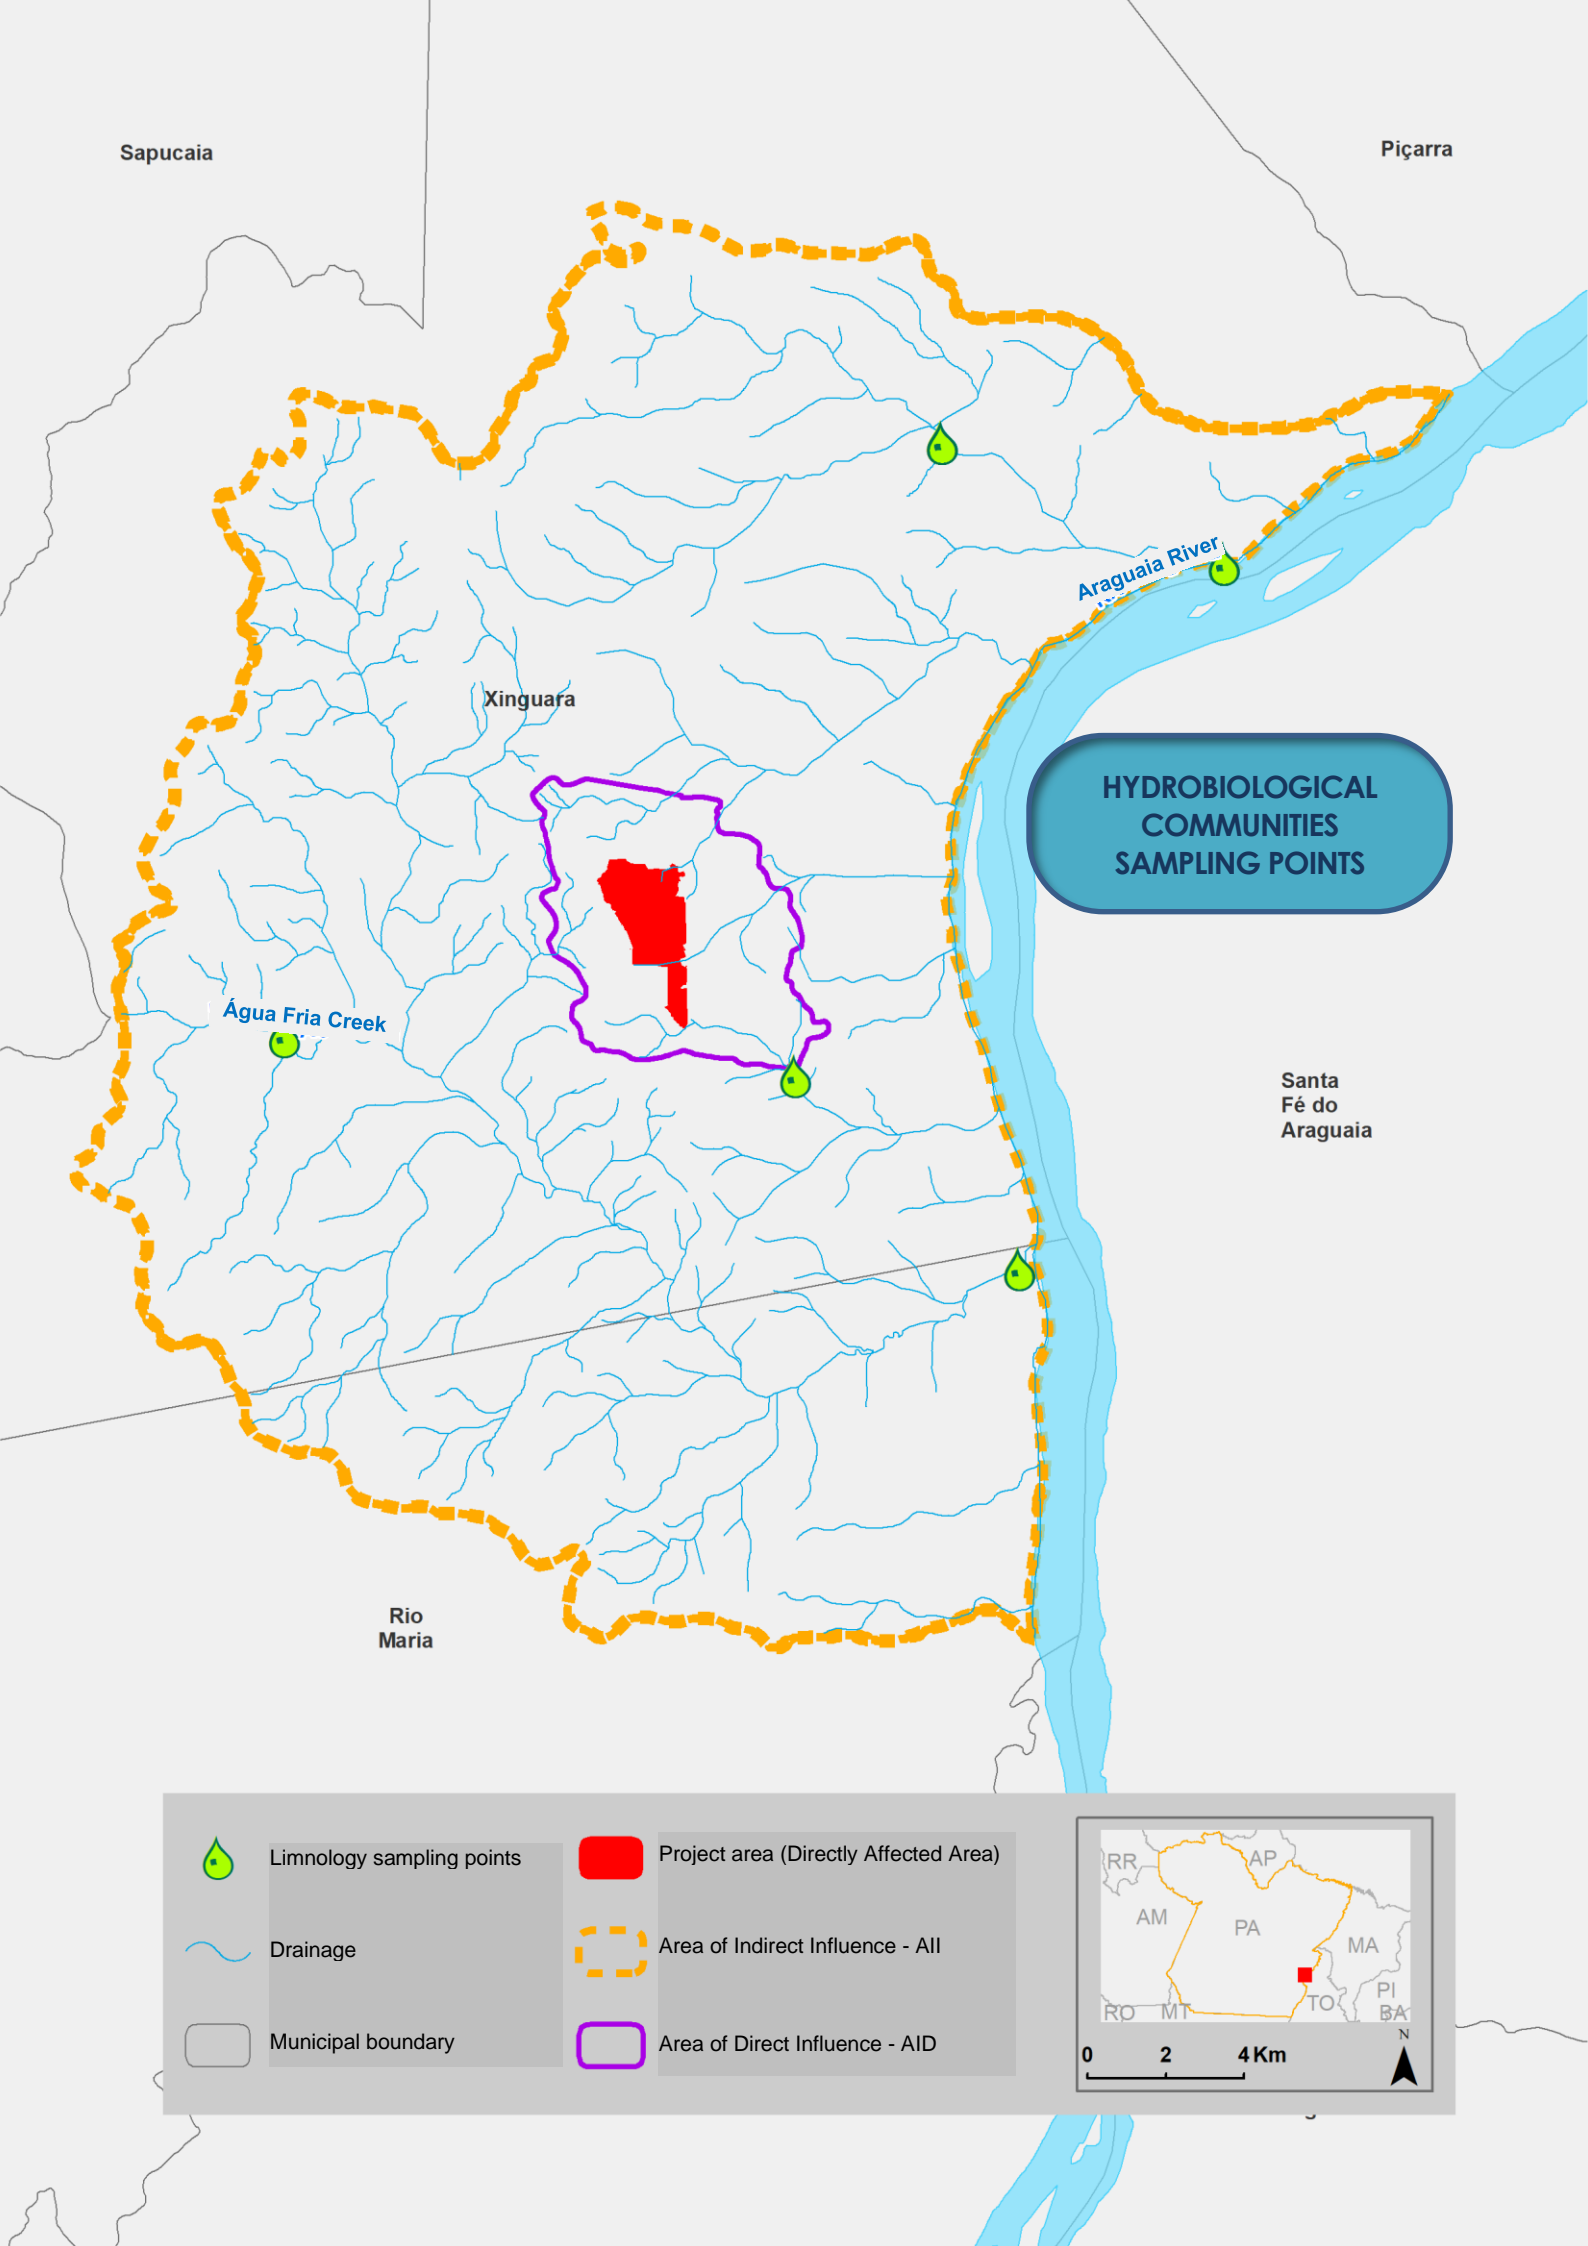 Sapucaia
Piçarra
Araguaia River
Xinguara
HYDROBIOLOGICAL
COMMUNITIES
SAMPLING POINTS
Água Fria Creek
Santa
Fé do
Araguaia
Rio
Maria
Limnology sampling points
Project area (Directly Affected Area)
Drainage
Area of Indirect Influence - AII
Municipal boundary
Area of Direct Influence - AID
RR
AP
AM
PA
MA
PI
RO
MT
TO
BA
N
0 2 4 Km